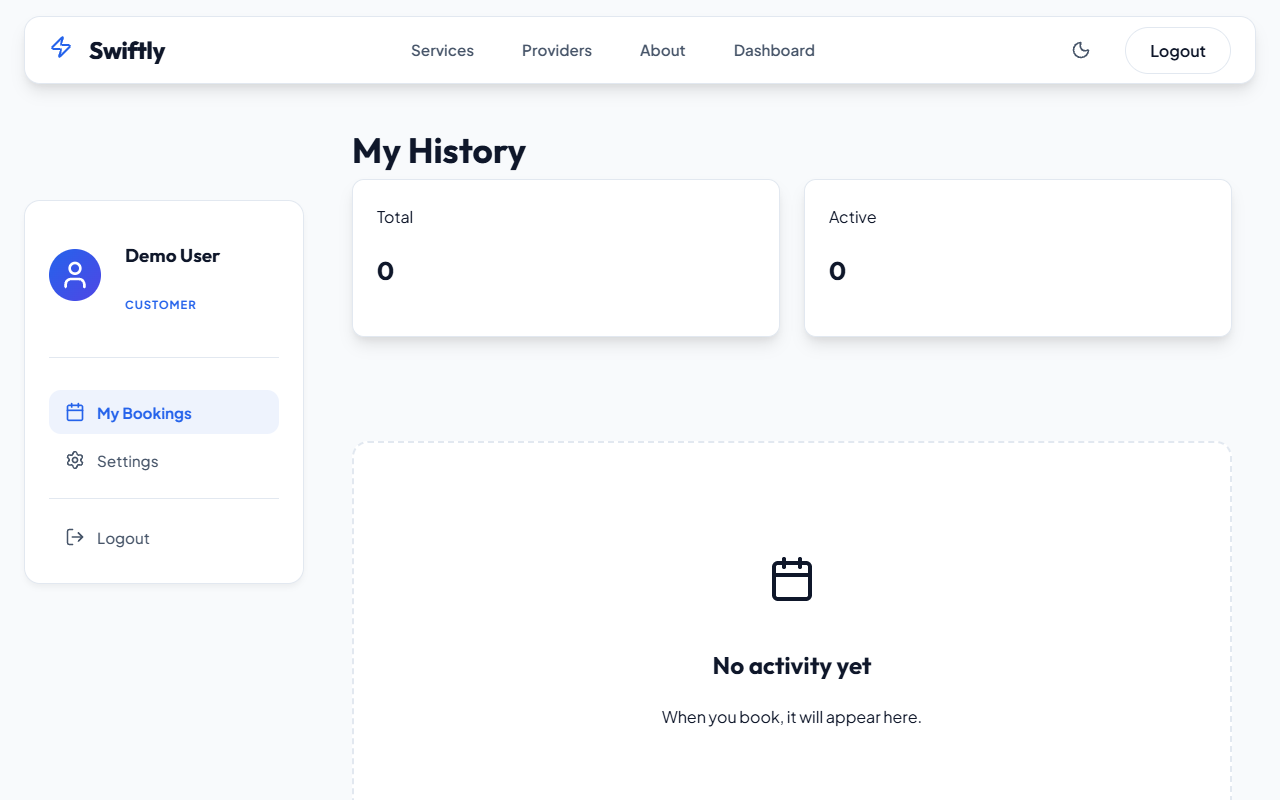 Swiftly
Services
Providers
About
Dashboard
Logout
Demo User
CUSTOMER
My Bookings
Settings
Logout
My History
Total
0
Active
0
No activity yet
When you book, it will appear here.